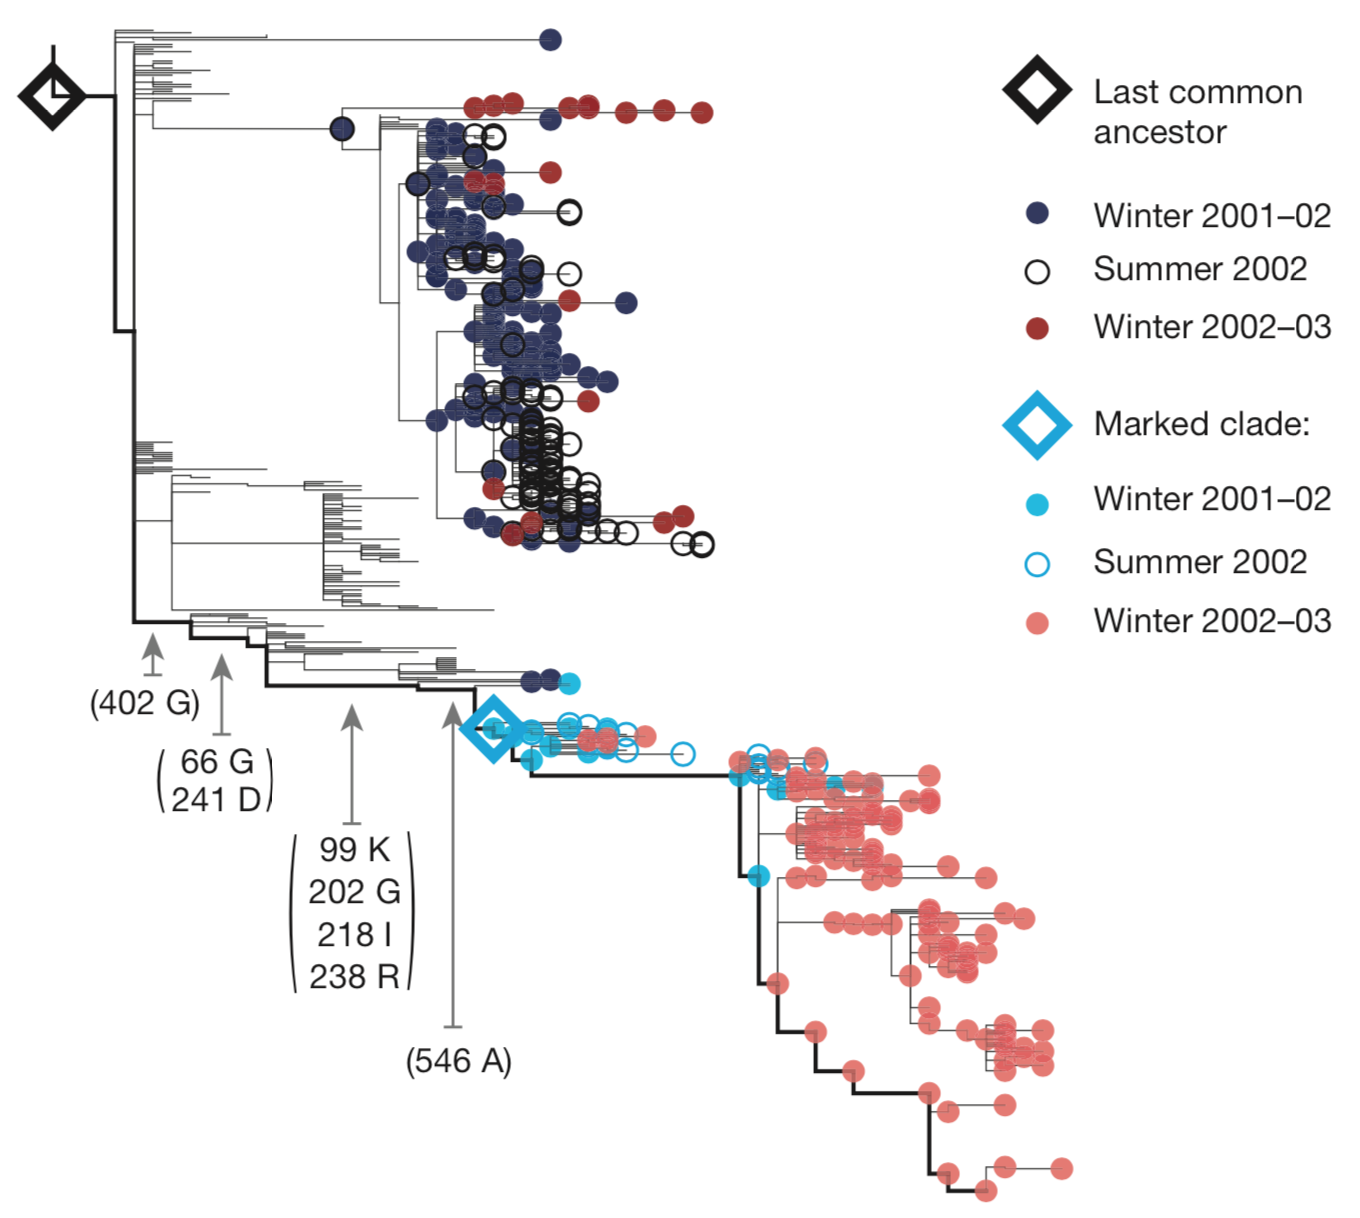 Last common
ancestor
Winter 2001–02
Summer 2002
Winter 2002–03
Marked clade:
Winter 2001–02
Summer 2002
Winter 2002–03
(402 G)
(66 G
241 D)
(99 K
202 G
218 I
238 R)
(546 A)